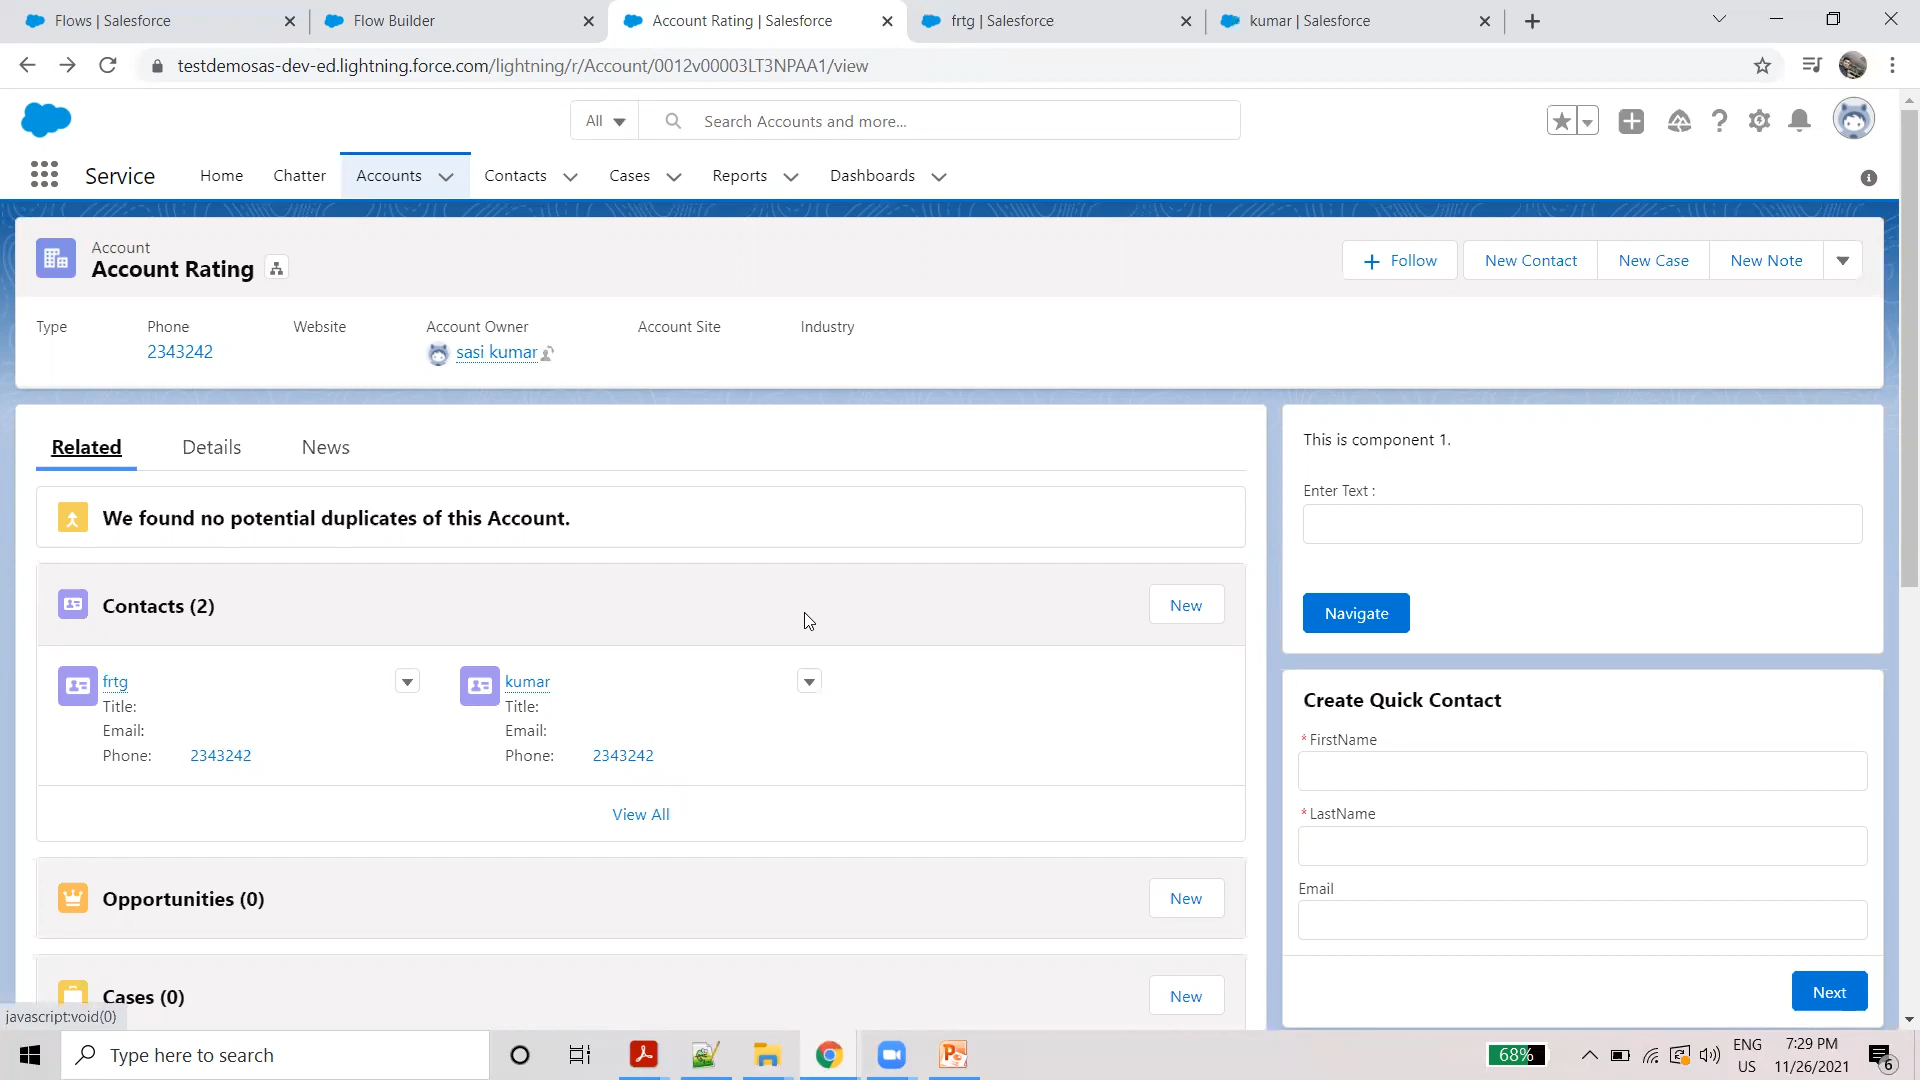 Flows | Salesforce
Flow Builder
Account Rating | Salesforce
frtg | Salesforce
kumar | Salesforce
testdemosas-dev-ed.lightning.force.com/lightning/r/Account/0012v00003LT3NPAA1/view
All
Search Accounts and more...
Service
Home
Chatter
Accounts
Contacts
Cases
Reports
Dashboards
Account
Account Rating
Follow
New Contact
New Case
New Note
Type
Phone
Website
Account Owner
Account Site
Industry
2343242
sasi kumar
Related
Details
News
We found no potential duplicates of this Account.
Contacts (2)
New
frtg
Title:
Email:
Phone: 2343242
kumar
Title:
Email:
Phone: 2343242
View All
Opportunities (0)
New
Cases (0)
New
This is component 1.
Enter Text :
Navigate
Create Quick Contact
*FirstName
*LastName
Email
Next
javascript:void(0)
Type here to search
68%
ENG
US
7:29 PM
11/26/2021
6